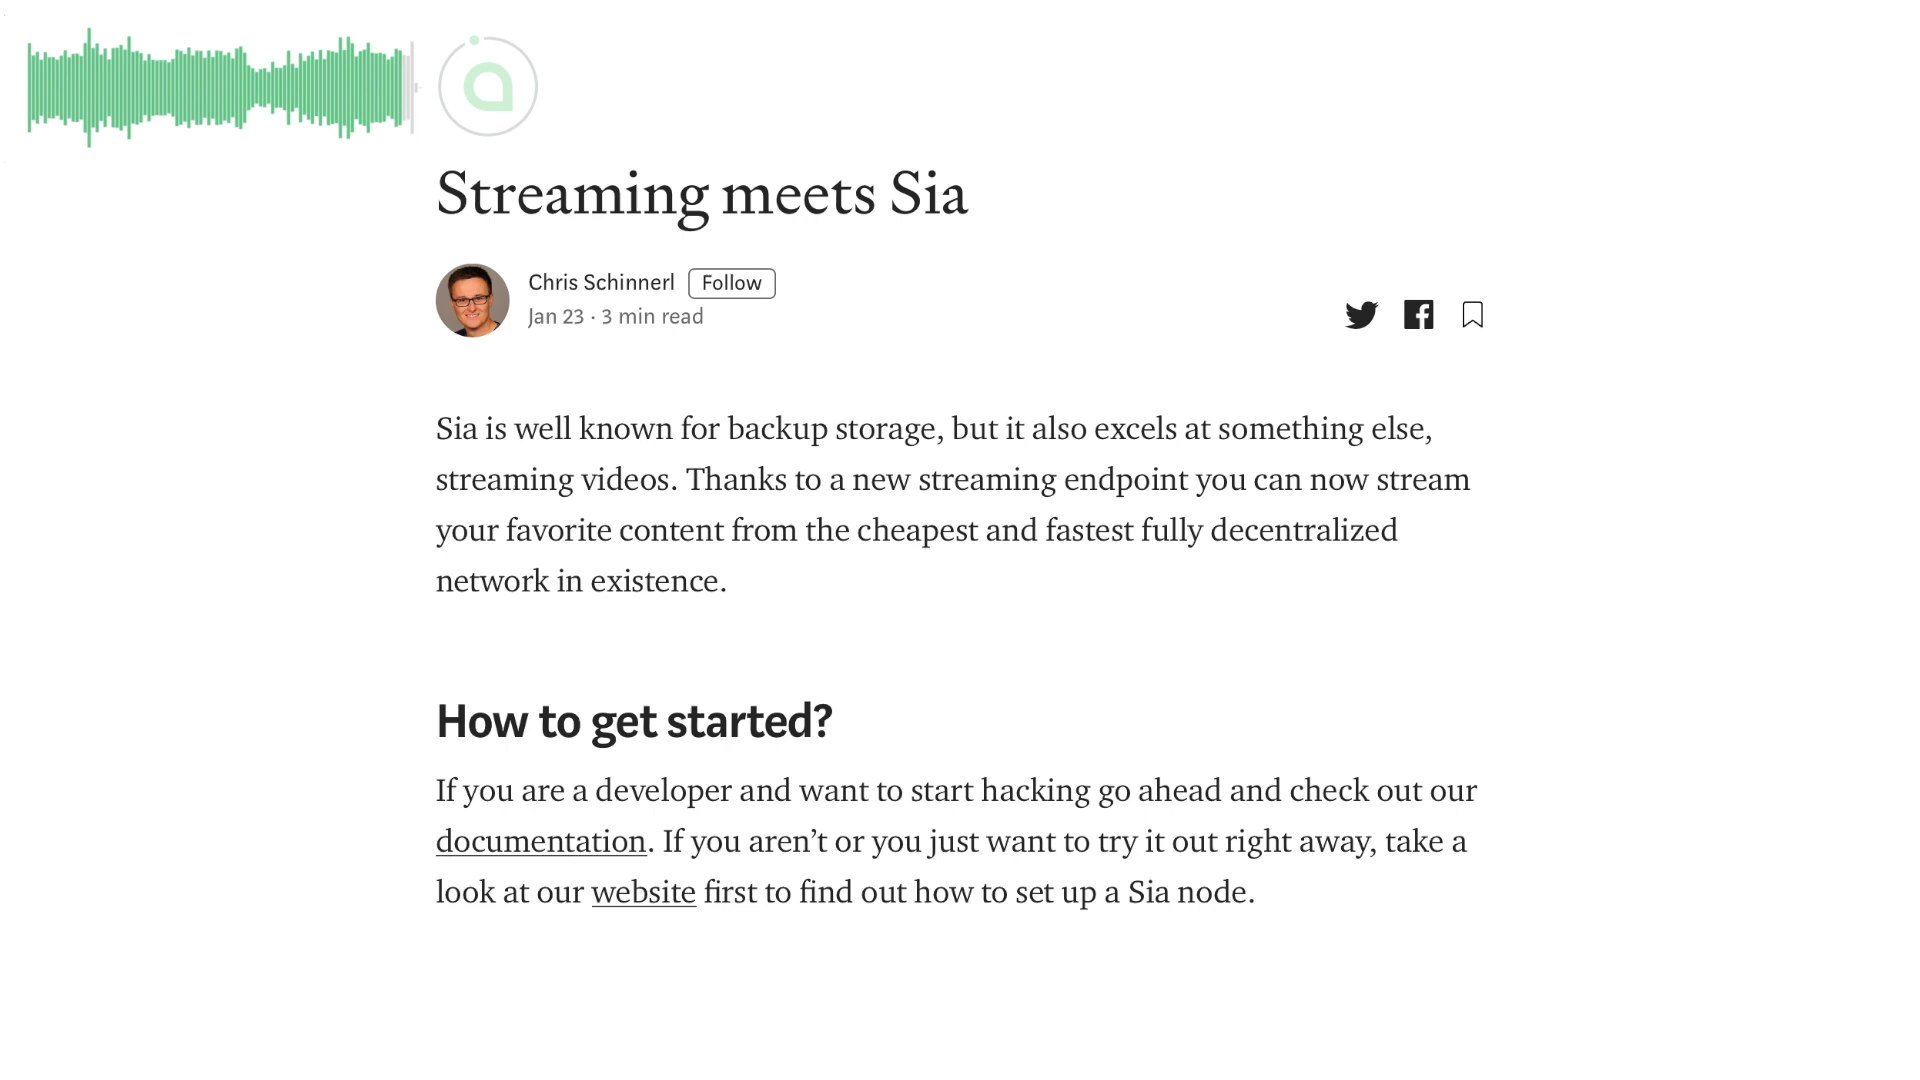 Streaming meets Sia
Chris Schinnerl Follow
Jan 23 · 3 min read
Sia is well known for backup storage, but it also excels at something else,
streaming videos. Thanks to a new streaming endpoint you can now stream
your favorite content from the cheapest and fastest fully decentralized
network in existence.
How to get started?
If you are a developer and want to start hacking go ahead and check out our
documentation. If you aren’t or you just want to try it out right away, take a
look at our website first to find out how to set up a Sia node.